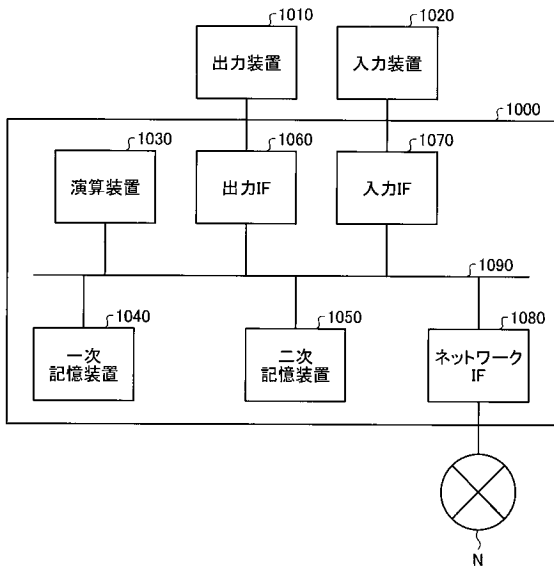 1010
1020
出力装置
入力装置
1000
1030
1060
1070
演算装置
出力IF
入力IF
1090
1040
1050
1080
一次
記憶装置
二次
記憶装置
ネットワーク
IF
N